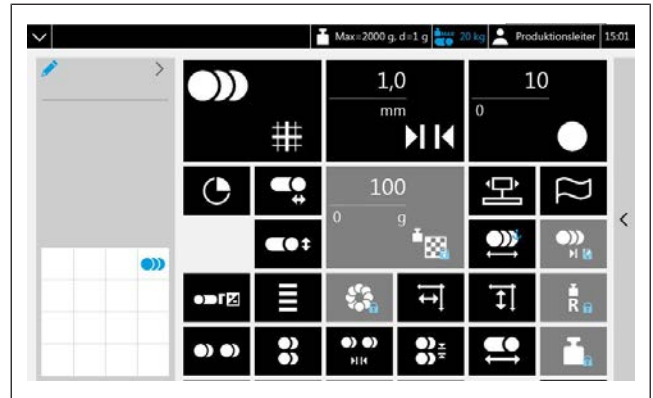 Max=2000 g, d=1 g 20 kg Produktionsleiter 15:01
1,0
mm
10
0
100
0 g
R